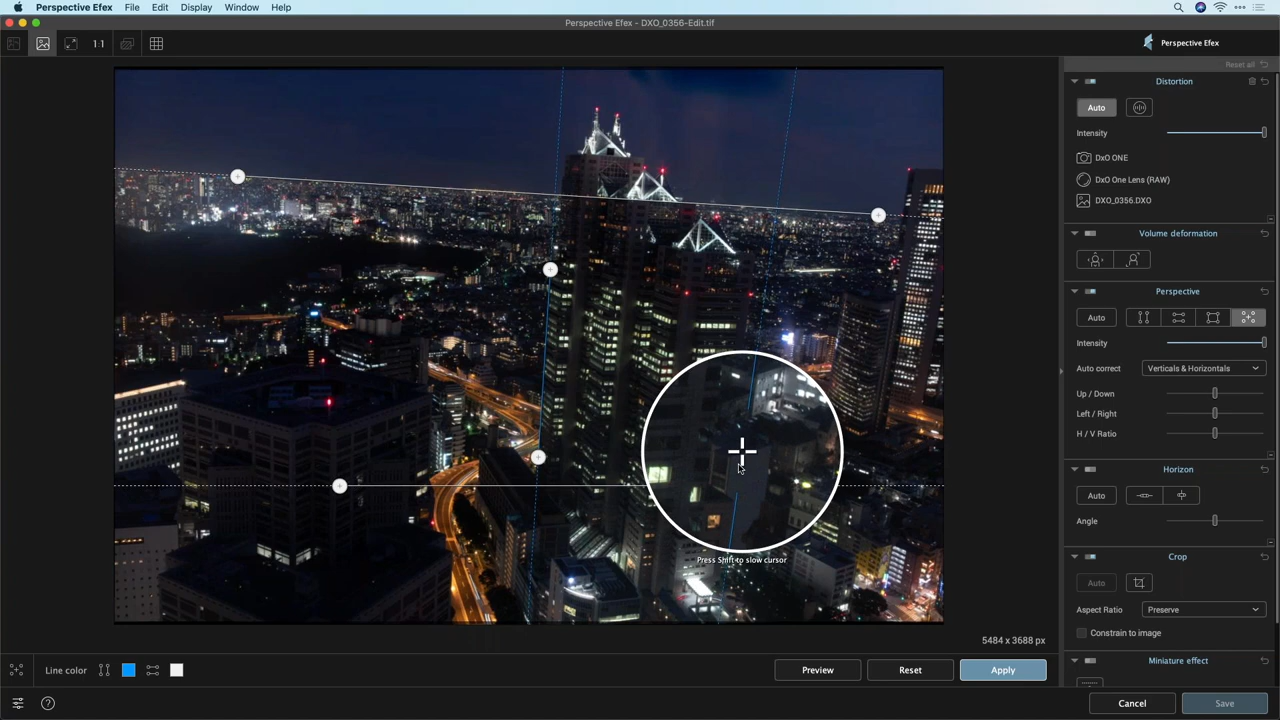 Perspective Efex File Edit Display Window Help
Perspective Efex - DXO_0356-Edit.tif
1:1
Perspective Efex
Reset all
Distortion
Auto
Intensity
DxO ONE
DxO One Lens (RAW)
DXO_0356.DXO
Volume deformation
Perspective
Auto
Intensity
Auto correct Verticals & Horizontals
Up / Down
Left / Right
H / V Ratio
Horizon
Auto
Angle
Press Shift to slow cursor
Crop
Auto
Aspect Ratio Preserve
Constrain to image
5484 x 3688 px
Miniature effect
Line color Preview Reset Apply
Cancel Save